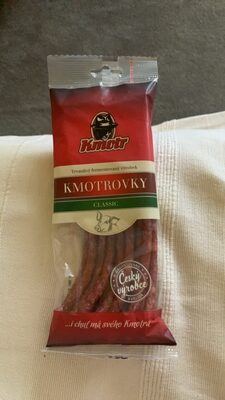 Kmotr
Trvanlivý fermentovaný výrobek
KMOTROVKY
CLASSIC
Český
výrobce
...i chuť má svého Kmotra